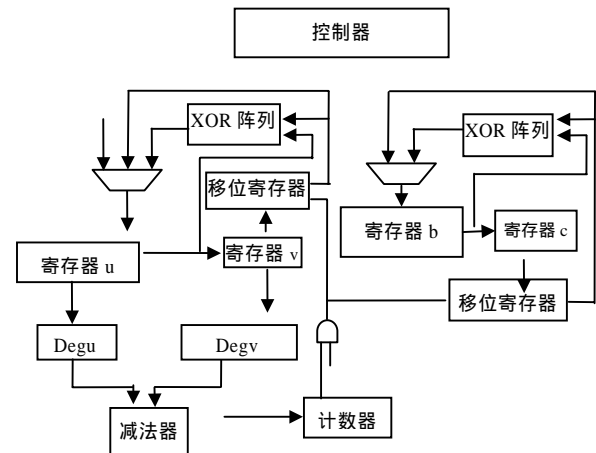 控制器
XOR 阵列
XOR 阵列
移位寄存器
寄存器 b
寄存器 c
寄存器 u
寄存器 v
移位寄存器
Degu
Degv
减法器
计数器